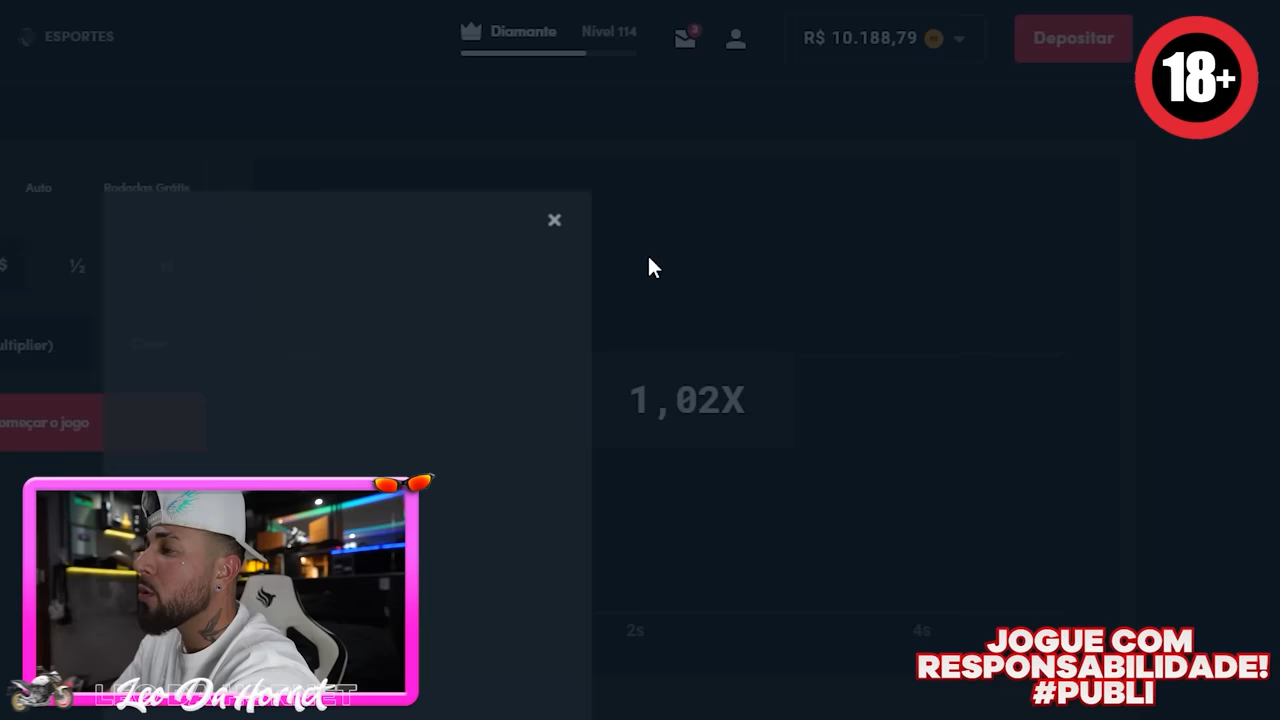 ESPORTES
Diamante
Nível 114
3
R$ 10.188,79
Depositar
18+
Auto
Rodadas Grátis
$
½
ultiplier)
omeçar o jogo
1,02X
2s
4s
Leo Da Hornet
JOGUE COM
RESPONSABILIDADE!
#PUBLI